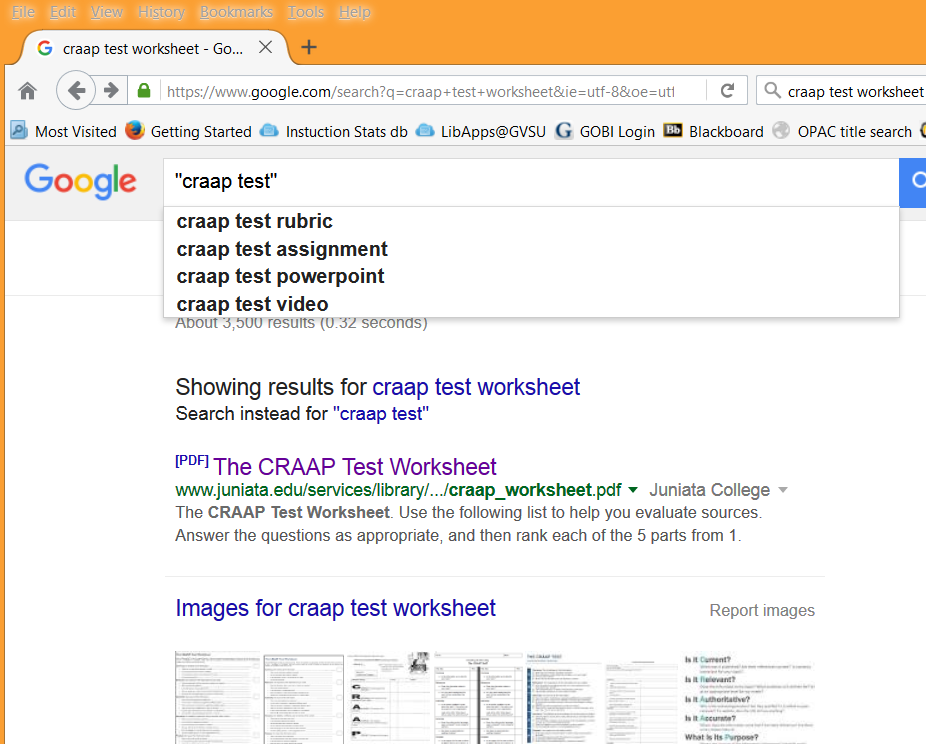 File Edit View History Bookmarks Tools Help
craap test worksheet - Go...
https://www.google.com/search?q=craap+test+worksheet&ie=utf-8&oe=utf
craap test worksheet
Most Visited Getting Started Instuction Stats db LibApps@GVSU GOBI Login Bb Blackboard OPAC title search
Google
"craap test"
craap test rubric
craap test assignment
craap test powerpoint
craap test video
About 3,500 results (0.32 seconds)
Showing results for craap test worksheet
Search instead for "craap test"
[PDF] The CRAAP Test Worksheet
www.juniata.edu/services/library/.../craap_worksheet.pdf Juniata College
The CRAAP Test Worksheet. Use the following list to help you evaluate sources.
Answer the questions as appropriate, and then rank each of the 5 parts from 1.
Images for craap test worksheet
Report images
Is it Current?
Is it Relevant?
Is it Authoritative?
Is it Accurate?
What Is its Purpose?